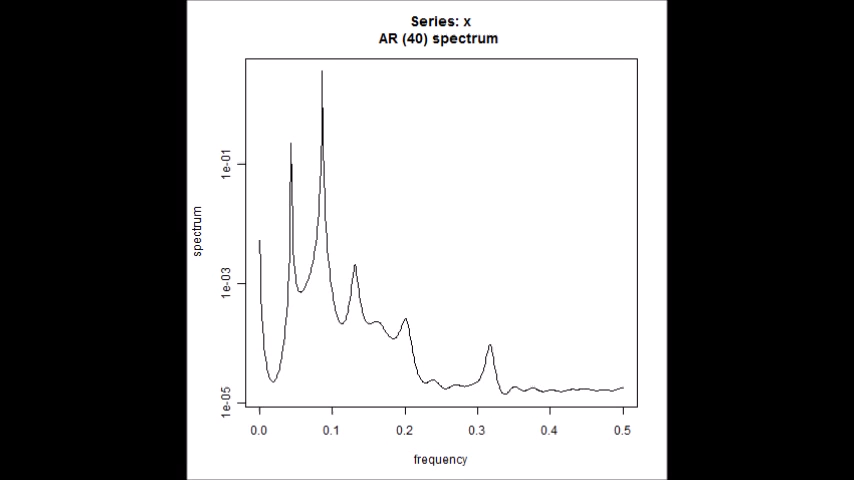 Series: x
AR (40) spectrum
spectrum
1e-01
1e-03
1e-05
0.0 0.1 0.2 0.3 0.4 0.5
frequency